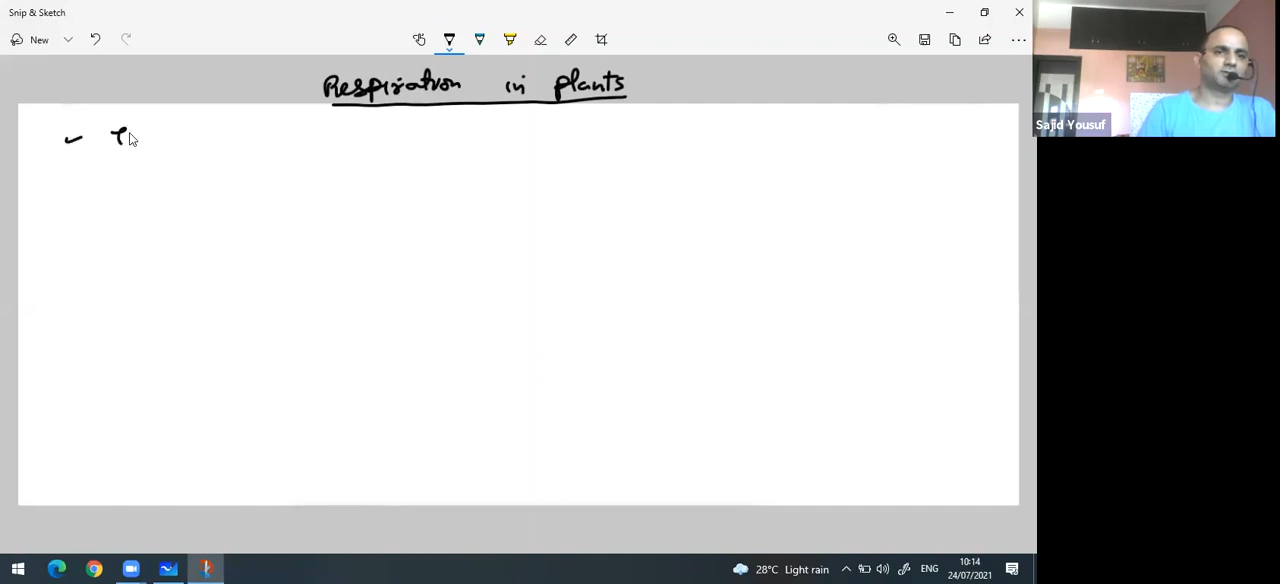 Snip & Sketch
New
Respiration in plants
Sajid Yousuf
28°C Light rain
ENG
10:14
24/07/2021